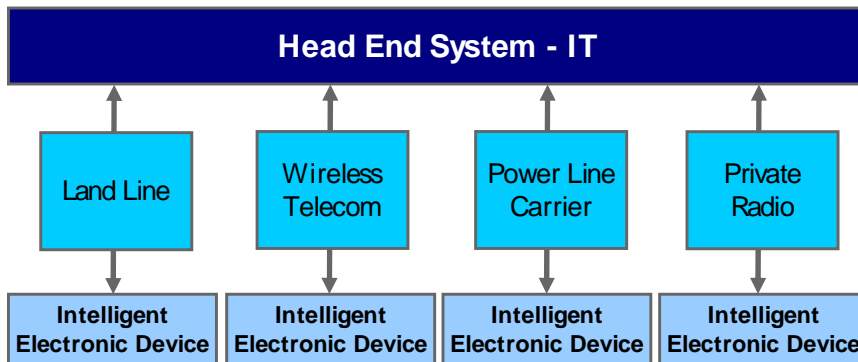 Head End System - IT
Land Line
Wireless
Telecom
Power Line
Carrier
Private
Radio
Intelligent
Electronic Device
Intelligent
Electronic Device
Intelligent
Electronic Device
Intelligent
Electronic Device